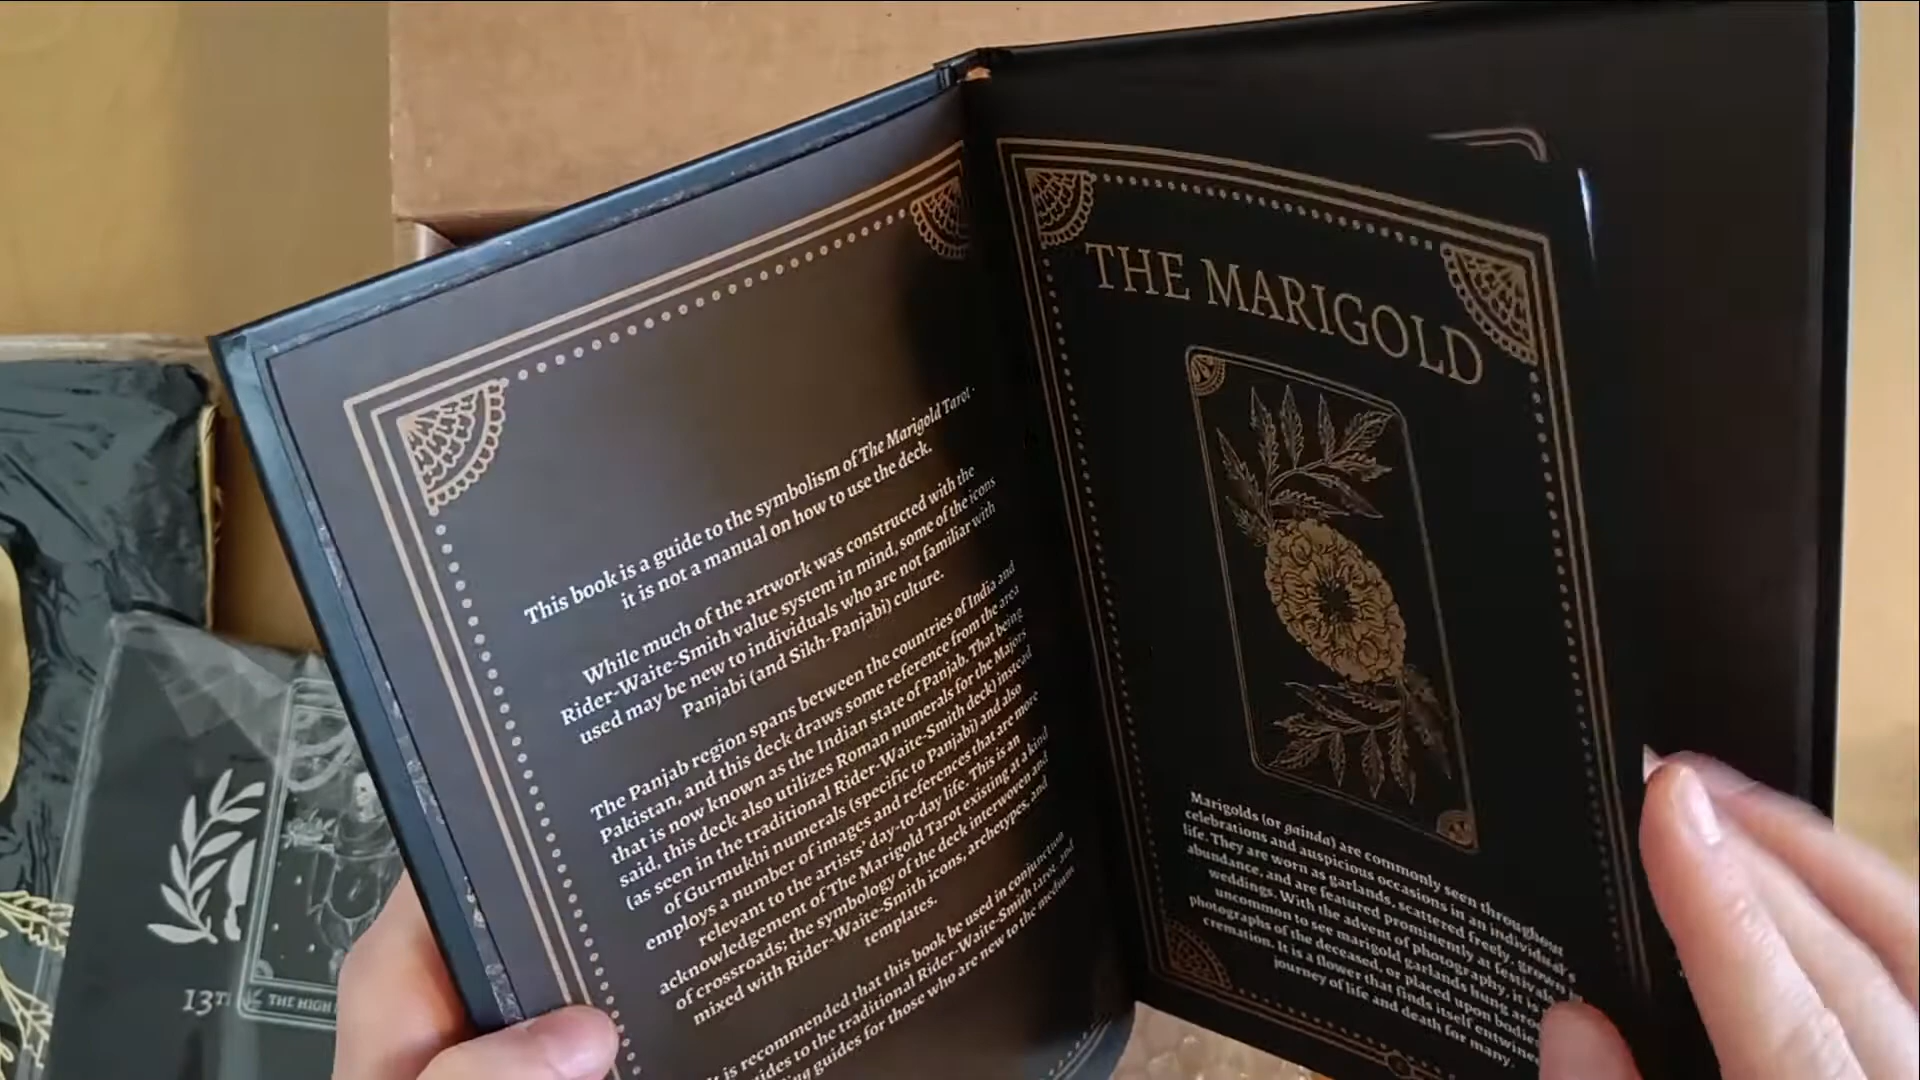 This book is a guide to the symbolism of The Marigold Tarot -
it is not a manual on how to use the deck.
While much of the artwork was constructed with the
Rider-Waite-Smith value system in mind, some of the icons
used may be new to individuals who are not familiar with
Panjabi (and Sikh-Panjabi) culture.
The Panjab region spans between the countries of India and
Pakistan, and this deck draws some reference from the area
that is now known as the Indian state of Panjab. That being
said, this deck also utilizes Roman numerals for the Majors
(as seen in the traditional Rider-Waite-Smith deck) instead
of Gurmukhi numerals (specific to Panjabi) and also
employs a number of images and references that are more
relevant to the artists' day-to-day life. This is an
acknowledgement of The Marigold Tarot existing at a kind
of crossroads; the symbology of the deck interwoven and
mixed with Rider-Waite-Smith icons, archetypes, and
templates.
It is recommended that this book be used in conjunction
guides to the traditional Rider-Waite-Smith tarot, and
guides for those who are new to the medium
THE MARIGOLD
Marigolds (or gainda) are commonly seen throughout
celebrations and auspicious occasions in an individual's
life. They are worn as garlands, scattered freely, grown in
abundance, and are featured prominently at festivals
weddings. With the advent of photography, it is
uncommon to see marigold garlands hung
photographs of the deceased, or placed upon bodies
cremation. It is a flower that finds itself entwined
journey of life and death for many.
13TH
THE HIGH